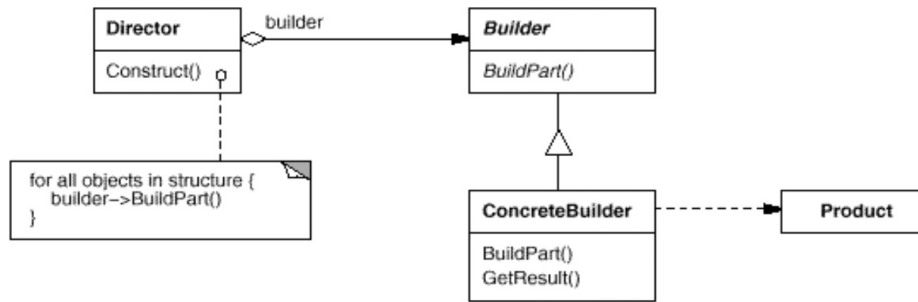 Director
Construct()
builder
Builder
BuildPart()
for all objects in structure {
builder->BuildPart()
}
ConcreteBuilder
BuildPart()
GetResult()
Product